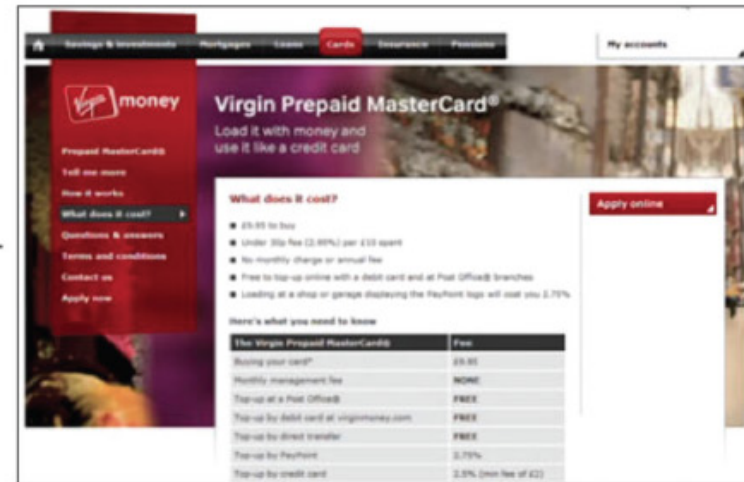 Savings & Investments Mortgages Loans Cards Insurance Pensions
My accounts
Virgin money
Virgin Prepaid MasterCard®
Load it with money and
use it like a credit card
Prepaid MasterCard®
Tell me more
How it works
What does it cost?
Questions & answers
Terms and conditions
Contact us
Apply now
What does it cost?
£9.95 to buy
Under 30p fee (2.95%) per £10 spent
No monthly charge or annual fee
Free to top-up online with a debit card and at Post Office® branches
Loading at a shop or garage displaying the PayPoint logo will cost you 2.75%
Apply online
Here's what you need to know
The Virgin Prepaid MasterCard® Fee
Buying your card* £9.95
Monthly management fee NONE
Top-up at a Post Office® FREE
Top-up by debit card at virginmoney.com FREE
Top-up by direct transfer FREE
Top-up by PayPoint 2.75%
Top-up by credit card 2.5% (min fee of £2)